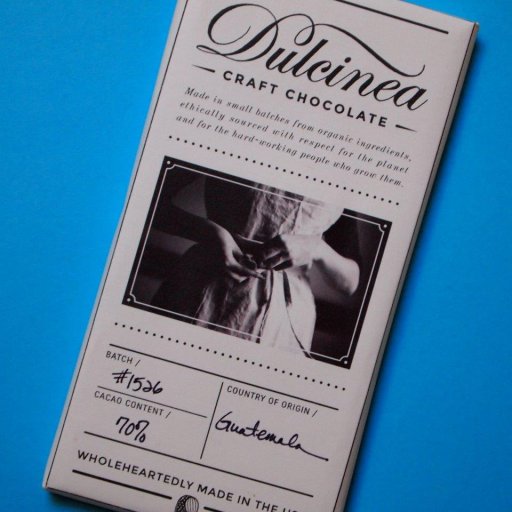 Dulcinea
CRAFT CHOCOLATE
Made in small batches from organic ingredients,
ethically sourced with respect for the planet
and for the hard-working people who grow them.
BATCH /
#1526
CACAO CONTENT /
70%
COUNTRY OF ORIGIN /
Guatemala
WHOLEHEARTEDLY MADE IN THE